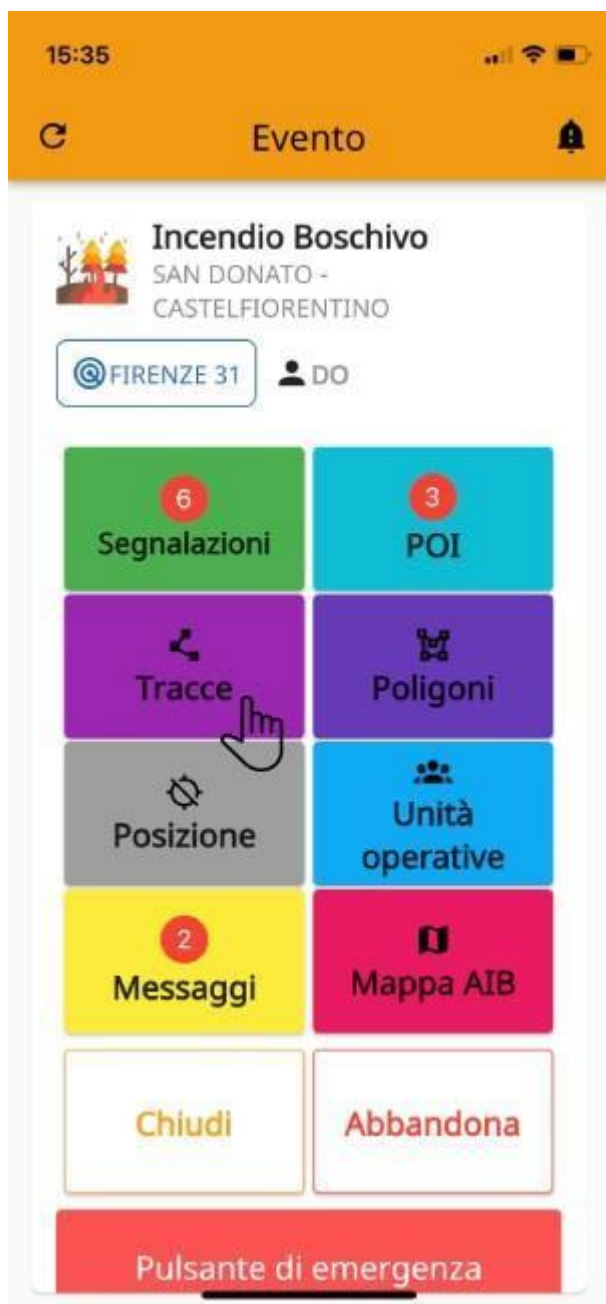 15:35
Evento
Incendio Boschivo
SAN DONATO -
CASTELFIORENTINO
FIRENZE 31 DO
6 3
Segnalazioni POI
Tracce Poligoni
Posizione Unità
operative
2
Messaggi Mappa AIB
Chiudi Abbandona
Pulsante di emergenza